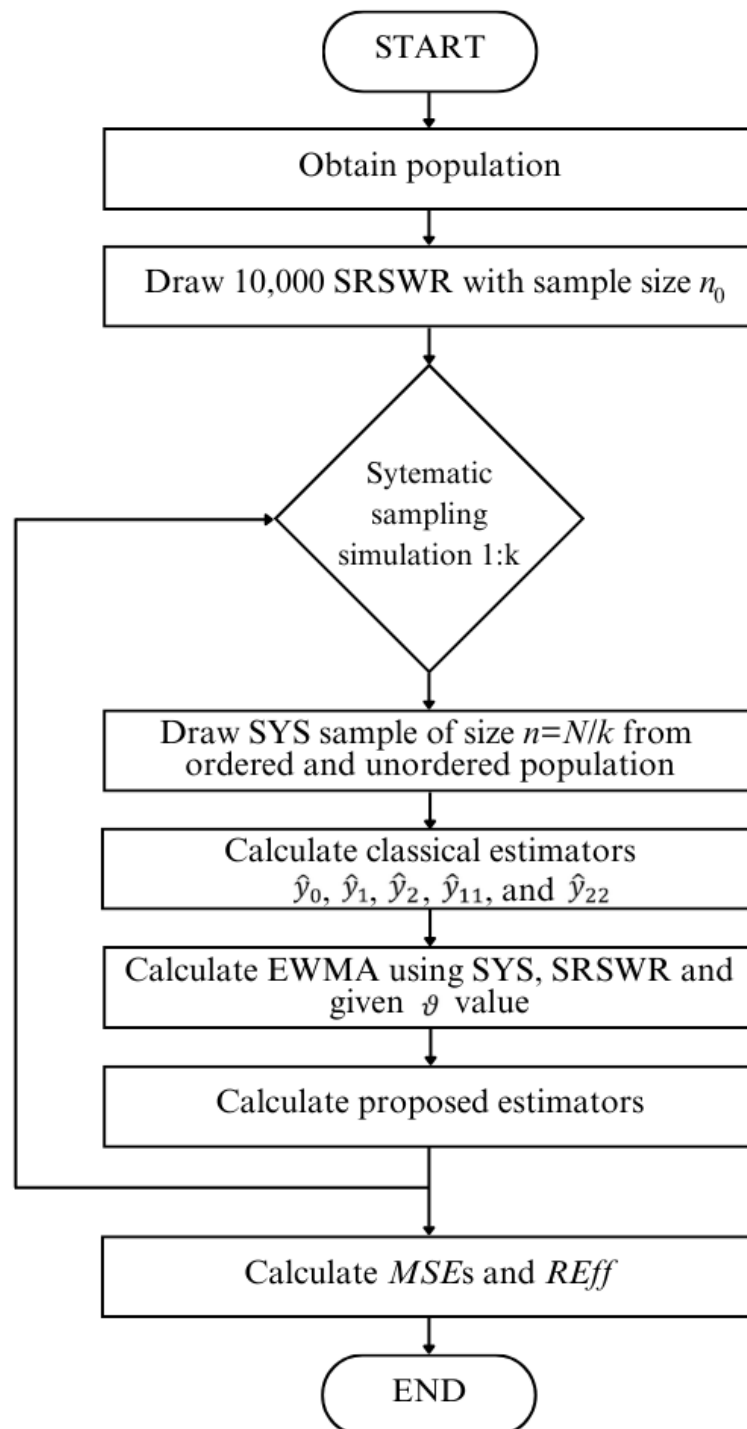 START
Obtain population
Draw 10,000 SRSWR with sample size n₀
Sytematic
sampling
simulation 1:k
Draw SYS sample of size n=N/k from
ordered and unordered population
Calculate classical estimators
ŷ₀, ŷ₁, ŷ₂, ŷ₁₁, and ŷ₂₂
Calculate EWMA using SYS, SRSWR and
given ϑ value
Calculate proposed estimators
Calculate MSEs and REff
END